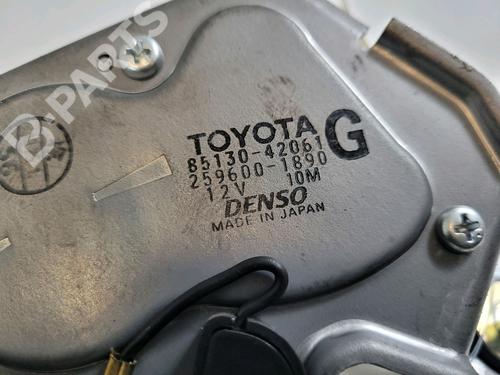 B-PARTS
TOYOTA G
85130-42061
259600-1890
12V 10M
DENSO
MADE IN JAPAN